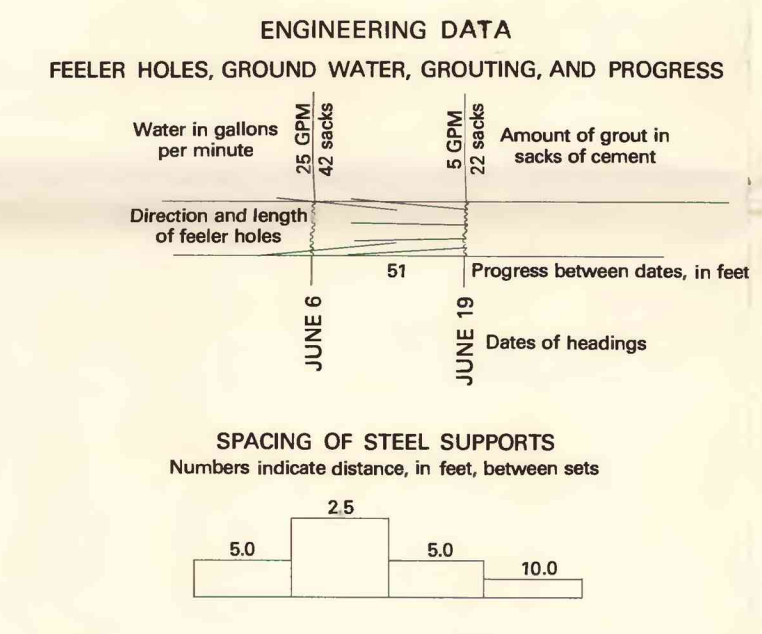 ENGINEERING DATA
FEELER HOLES, GROUND WATER, GROUTING, AND PROGRESS
Water in gallons
per minute
25 GPM
42 sacks
5 GPM
22 sacks
Amount of grout in
sacks of cement
Direction and length
of feeler holes
51
Progress between dates, in feet
JUNE 6
JUNE 19
Dates of headings
SPACING OF STEEL SUPPORTS
Numbers indicate distance, in feet, between sets
5.0
2.5
5.0
10.0